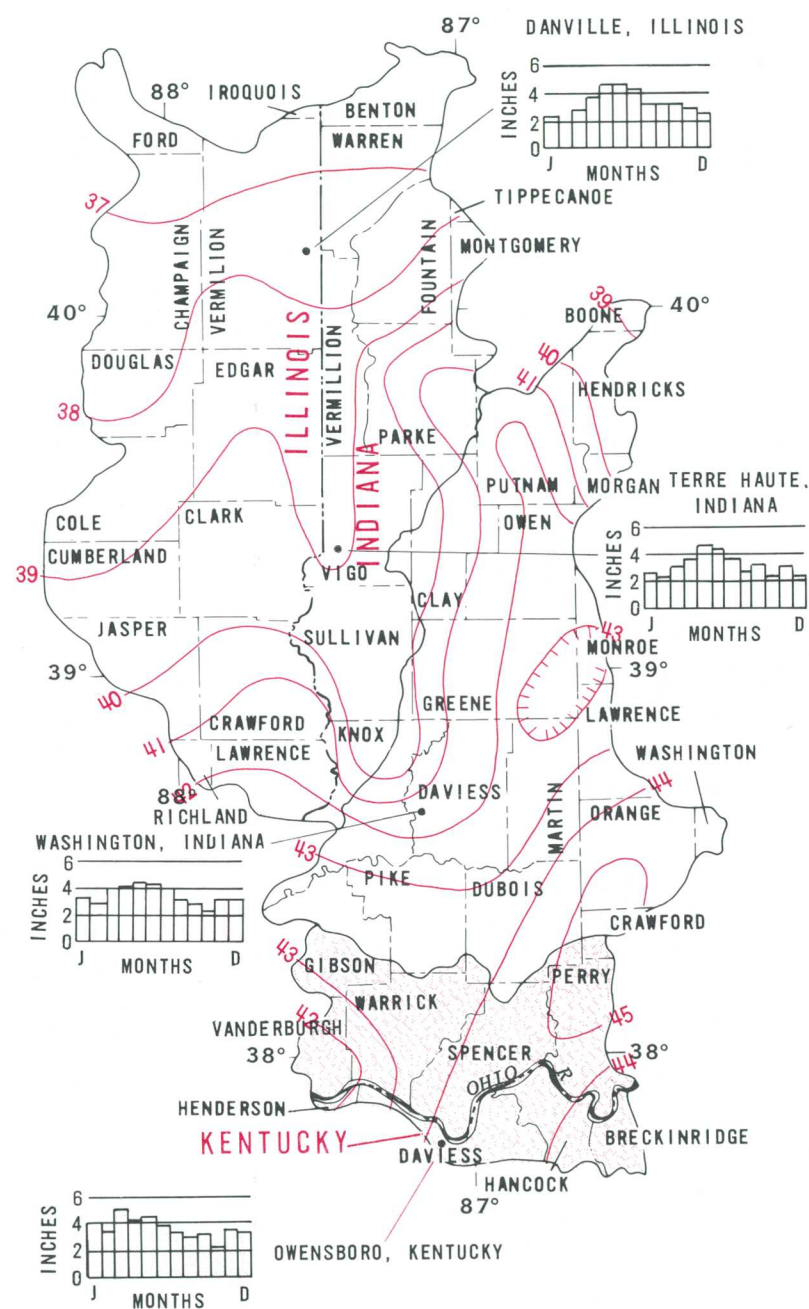 DANVILLE, ILLINOIS
INCHES
6
4
2
0
J
D
MONTHS
87°
88°
IROQUOIS
BENTON
FORD
WARREN
37
TIPPECANOE
CHAMPAIGN
VERMILION
FOUNTAIN
MONTGOMERY
40°
39
BOONE
40°
ILLINOIS
40
DOUGLAS
EDGAR
VERMILLION
41
HENDRICKS
38
PARKE
INDIANA
PUTNAM
MORGAN
TERRE HAUTE,
INDIANA
COLE
CLARK
OWEN
CUMBERLAND
39
VIGO
INCHES
6
4
2
0
J
D
MONTHS
CLAY
JASPER
SULLIVAN
43
MONROE
39°
39°
40
GREENE
CRAWFORD
KNOX
LAWRENCE
41
LAWRENCE
WASHINGTON
42
88°
44
DAVIESS
RICHLAND
MARTIN
ORANGE
WASHINGTON, INDIANA
43
INCHES
6
4
2
0
J
D
MONTHS
PIKE
DUBOIS
CRAWFORD
43
GIBSON
PERRY
WARRICK
42
VANDERBURGH
45
38°
SPENCER
44
38°
OHIO R
HENDERSON
KENTUCKY
DAVIESS
BRECKINRIDGE
HANCOCK
87°
INCHES
6
4
2
0
J
D
MONTHS
OWENSBORO, KENTUCKY